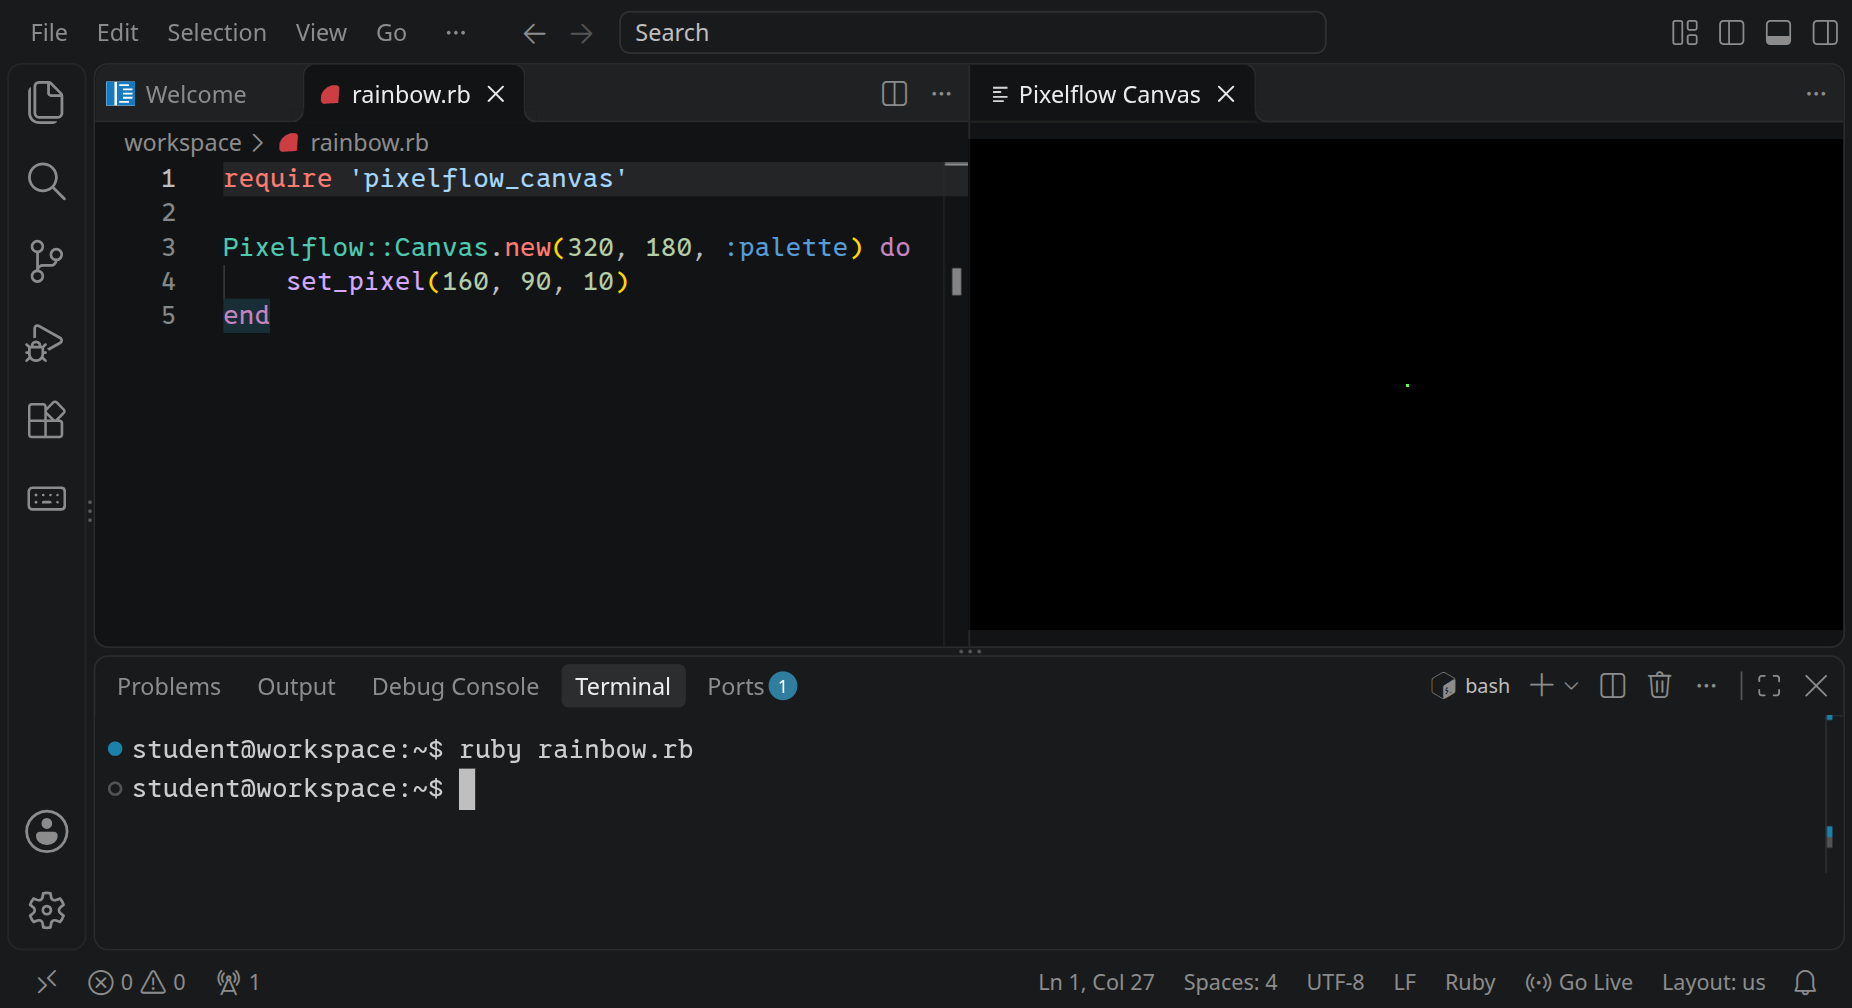 File Edit Selection View Go ··· Search
Welcome rainbow.rb Pixelflow Canvas
workspace > rainbow.rb
1 require 'pixelflow_canvas'
2
3 Pixelflow::Canvas.new(320, 180, :palette) do
4     set_pixel(160, 90, 10)
5 end
Problems Output Debug Console Terminal Ports 1 bash
student@workspace:~$ ruby rainbow.rb
student@workspace:~$
0 0 1 Ln 1, Col 27 Spaces: 4 UTF-8 LF Ruby Go Live Layout: us